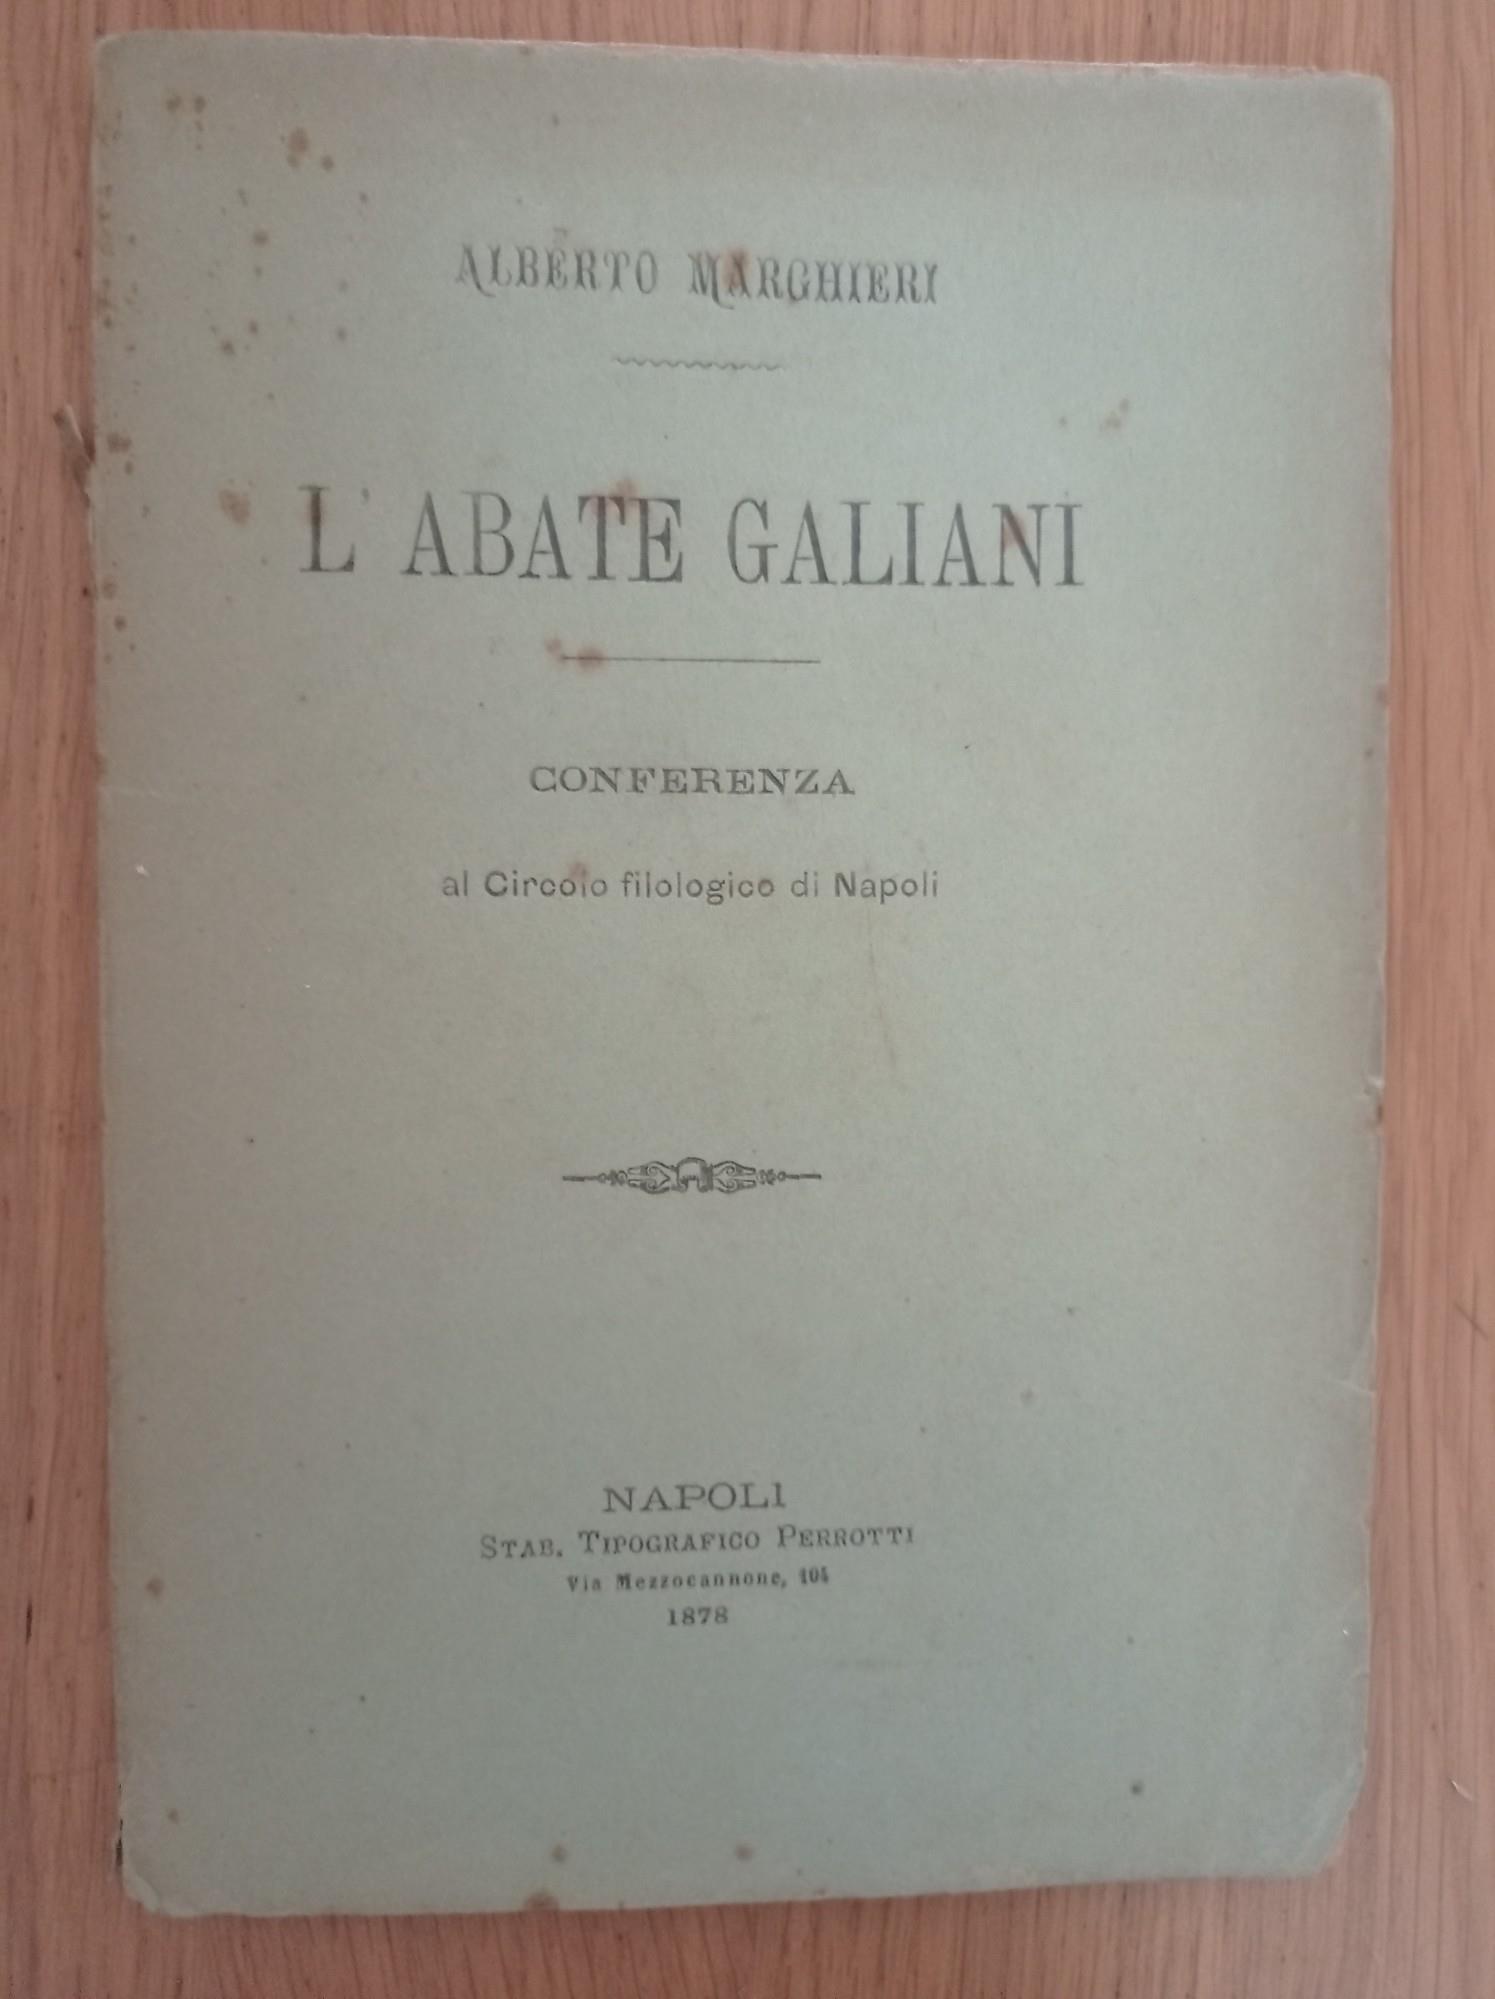 ALBERTO MARGHIERI
L' ABATE GALIANI
CONFERENZA
al Circolo filologico di Napoli
NAPOLI
STAB. TIPOGRAFICO PERROTTI
Via Mezzocannone, 104
1878